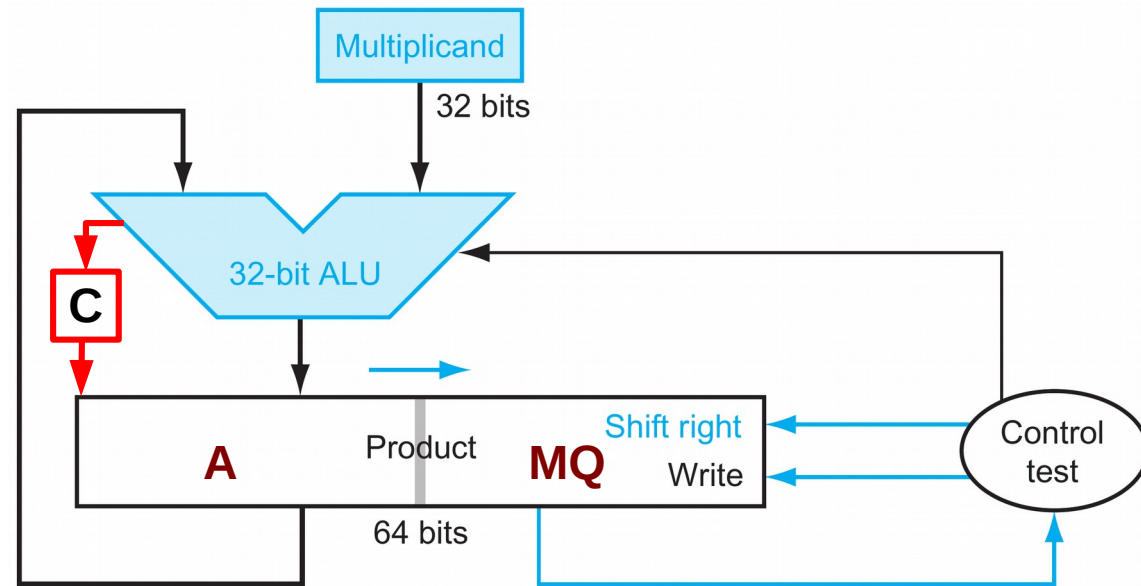 Multiplicand
32 bits
32-bit ALU
C
Product
Shift right
A
MQ
Write
Control
test
64 bits